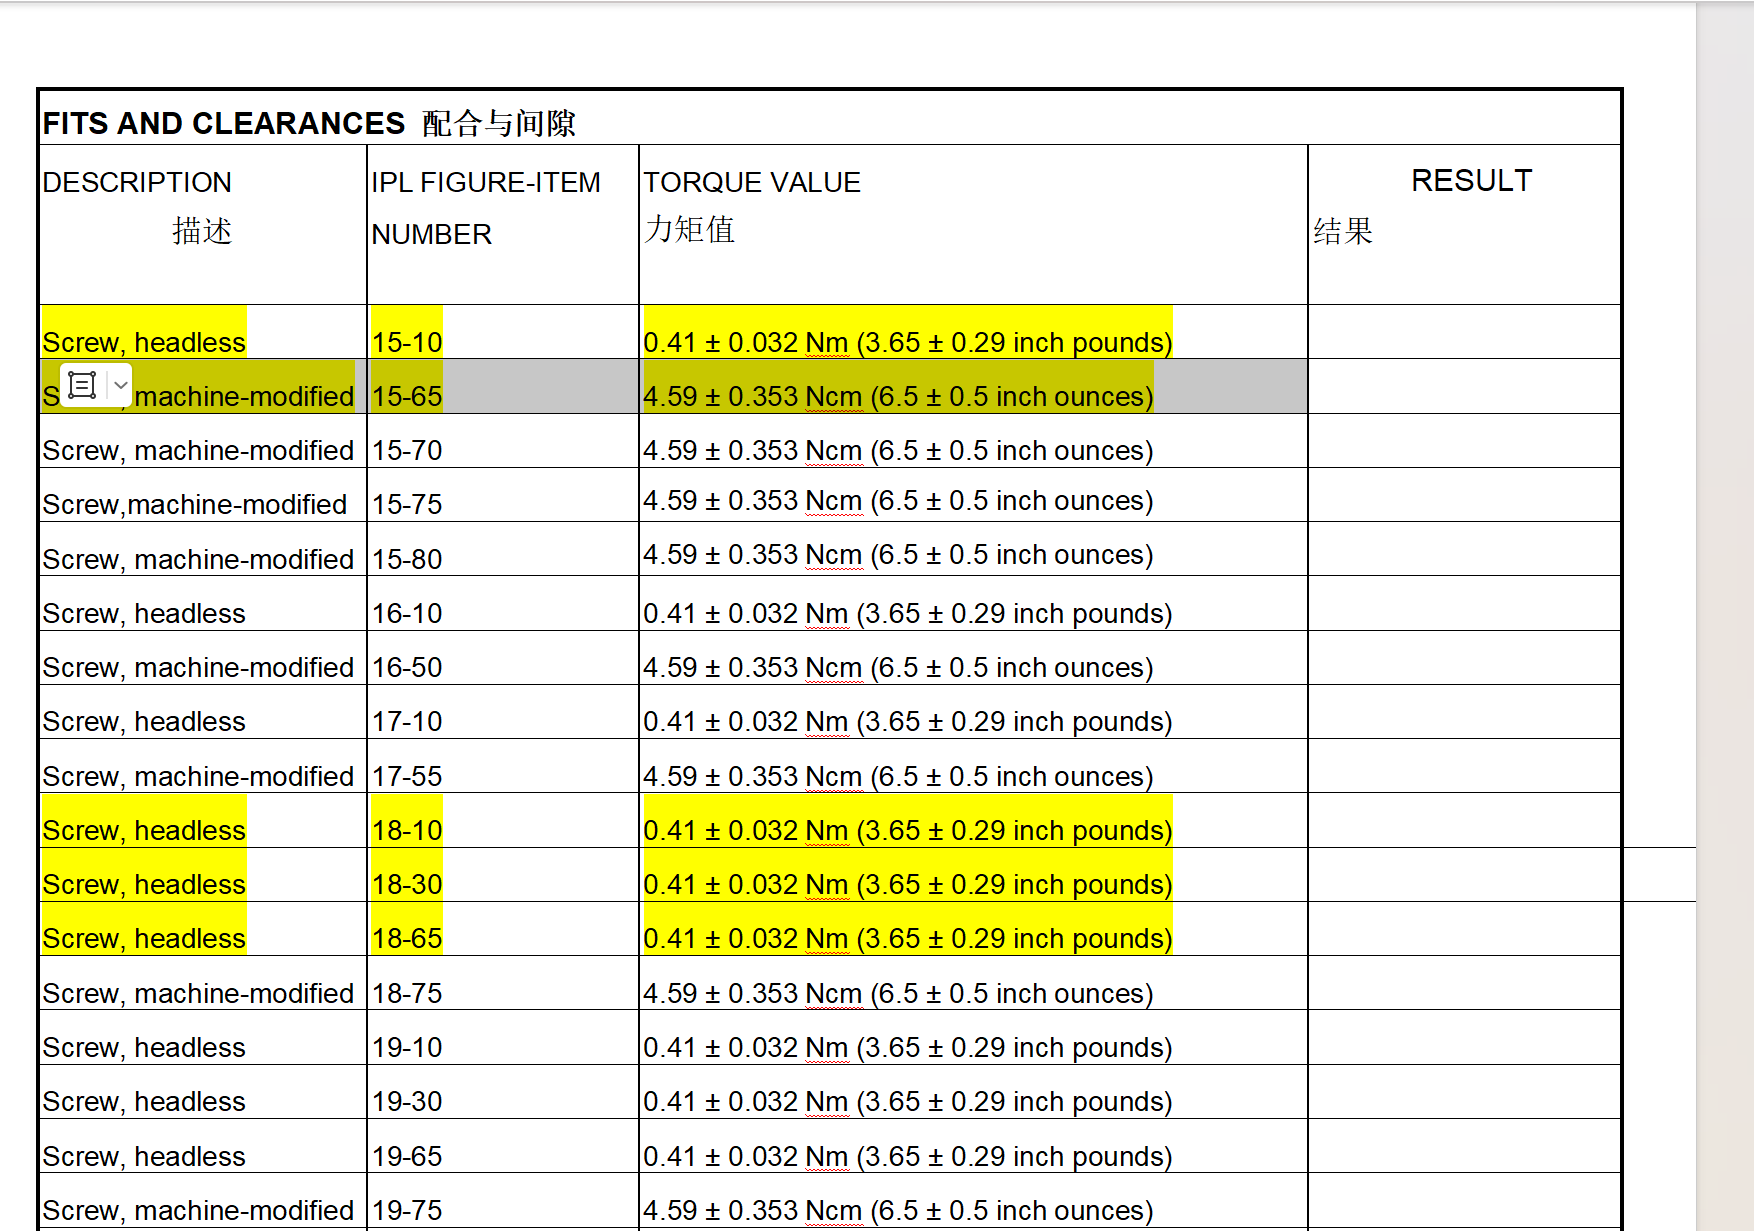 FITS AND CLEARANCES 配合与间隙
DESCRIPTION
描述
IPL FIGURE-ITEM
NUMBER
TORQUE VALUE
力矩值
RESULT
结果
Screw, headless 15-10 0.41 ± 0.032 Nm (3.65 ± 0.29 inch pounds)
machine-modified 15-65 4.59 ± 0.353 Ncm (6.5 ± 0.5 inch ounces)
Screw, machine-modified 15-70 4.59 ± 0.353 Ncm (6.5 ± 0.5 inch ounces)
Screw,machine-modified 15-75 4.59 ± 0.353 Ncm (6.5 ± 0.5 inch ounces)
Screw, machine-modified 15-80 4.59 ± 0.353 Ncm (6.5 ± 0.5 inch ounces)
Screw, headless 16-10 0.41 ± 0.032 Nm (3.65 ± 0.29 inch pounds)
Screw, machine-modified 16-50 4.59 ± 0.353 Ncm (6.5 ± 0.5 inch ounces)
Screw, headless 17-10 0.41 ± 0.032 Nm (3.65 ± 0.29 inch pounds)
Screw, machine-modified 17-55 4.59 ± 0.353 Ncm (6.5 ± 0.5 inch ounces)
Screw, headless 18-10 0.41 ± 0.032 Nm (3.65 ± 0.29 inch pounds)
Screw, headless 18-30 0.41 ± 0.032 Nm (3.65 ± 0.29 inch pounds)
Screw, headless 18-65 0.41 ± 0.032 Nm (3.65 ± 0.29 inch pounds)
Screw, machine-modified 18-75 4.59 ± 0.353 Ncm (6.5 ± 0.5 inch ounces)
Screw, headless 19-10 0.41 ± 0.032 Nm (3.65 ± 0.29 inch pounds)
Screw, headless 19-30 0.41 ± 0.032 Nm (3.65 ± 0.29 inch pounds)
Screw, headless 19-65 0.41 ± 0.032 Nm (3.65 ± 0.29 inch pounds)
Screw, machine-modified 19-75 4.59 ± 0.353 Ncm (6.5 ± 0.5 inch ounces)